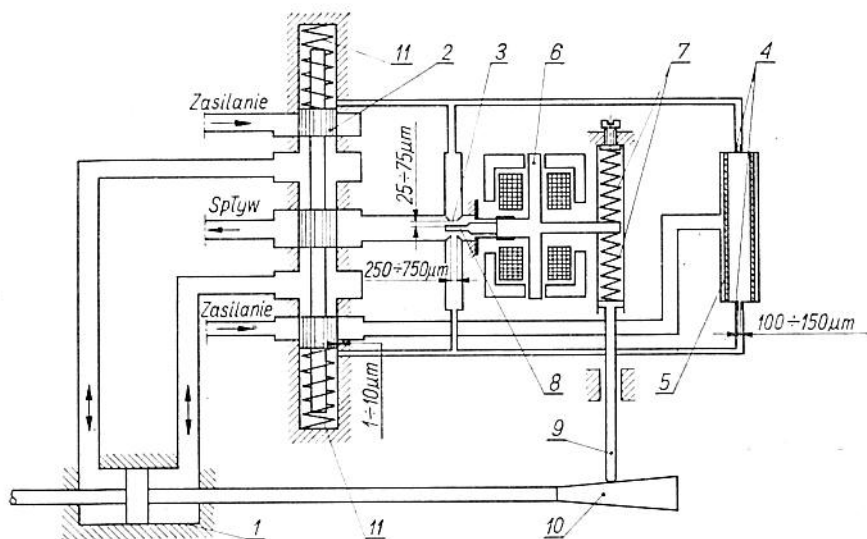 11
2
3
6
7
4
Zasilanie
25÷75μm
Spływ
250÷750μm
Zasilanie
100÷150μm
1÷10μm
8
5
9
1
11
10